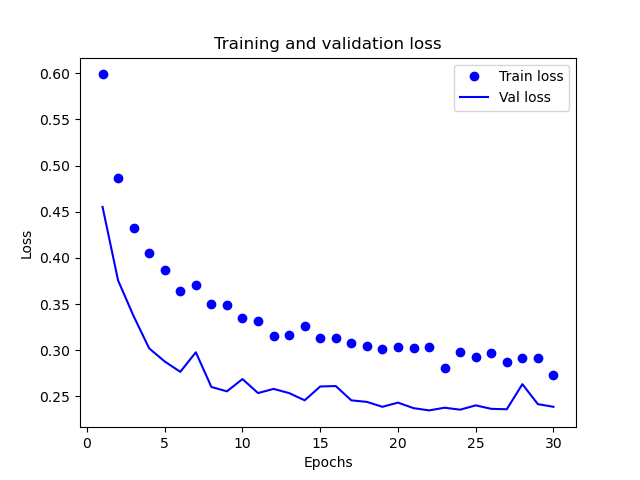 Training and validation loss
Train loss
Val loss
0.60
0.55
0.50
0.45
0.40
0.35
0.30
0.25
Loss
0 5 10 15 20 25 30
Epochs